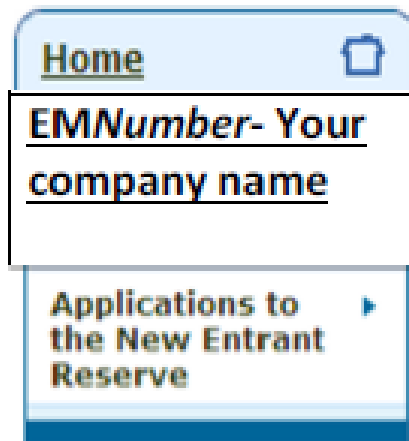 Home
EMNumber- Your
company name
Applications to
the New Entrant
Reserve